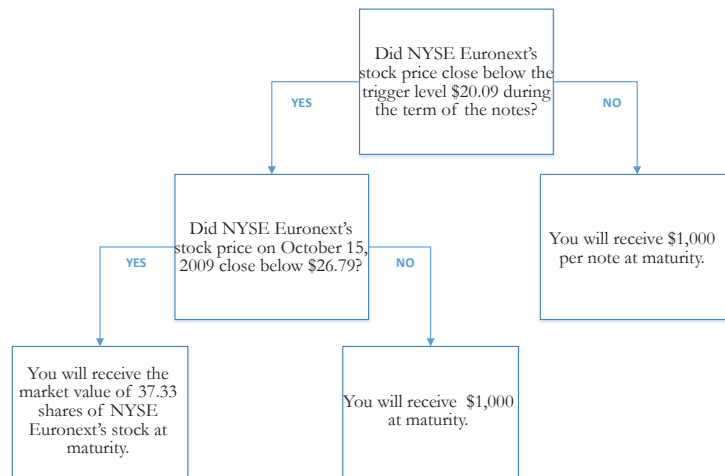 Did NYSE Euronext's
stock price close below the
trigger level $20.09 during
the term of the notes?
YES
NO
Did NYSE Euronext's
stock price on October 15,
2009 close below $26.79?
You will receive $1,000
per note at maturity.
YES
NO
You will receive the
market value of 37.33
shares of NYSE
Euronext's stock at
maturity.
You will receive  $1,000
at maturity.